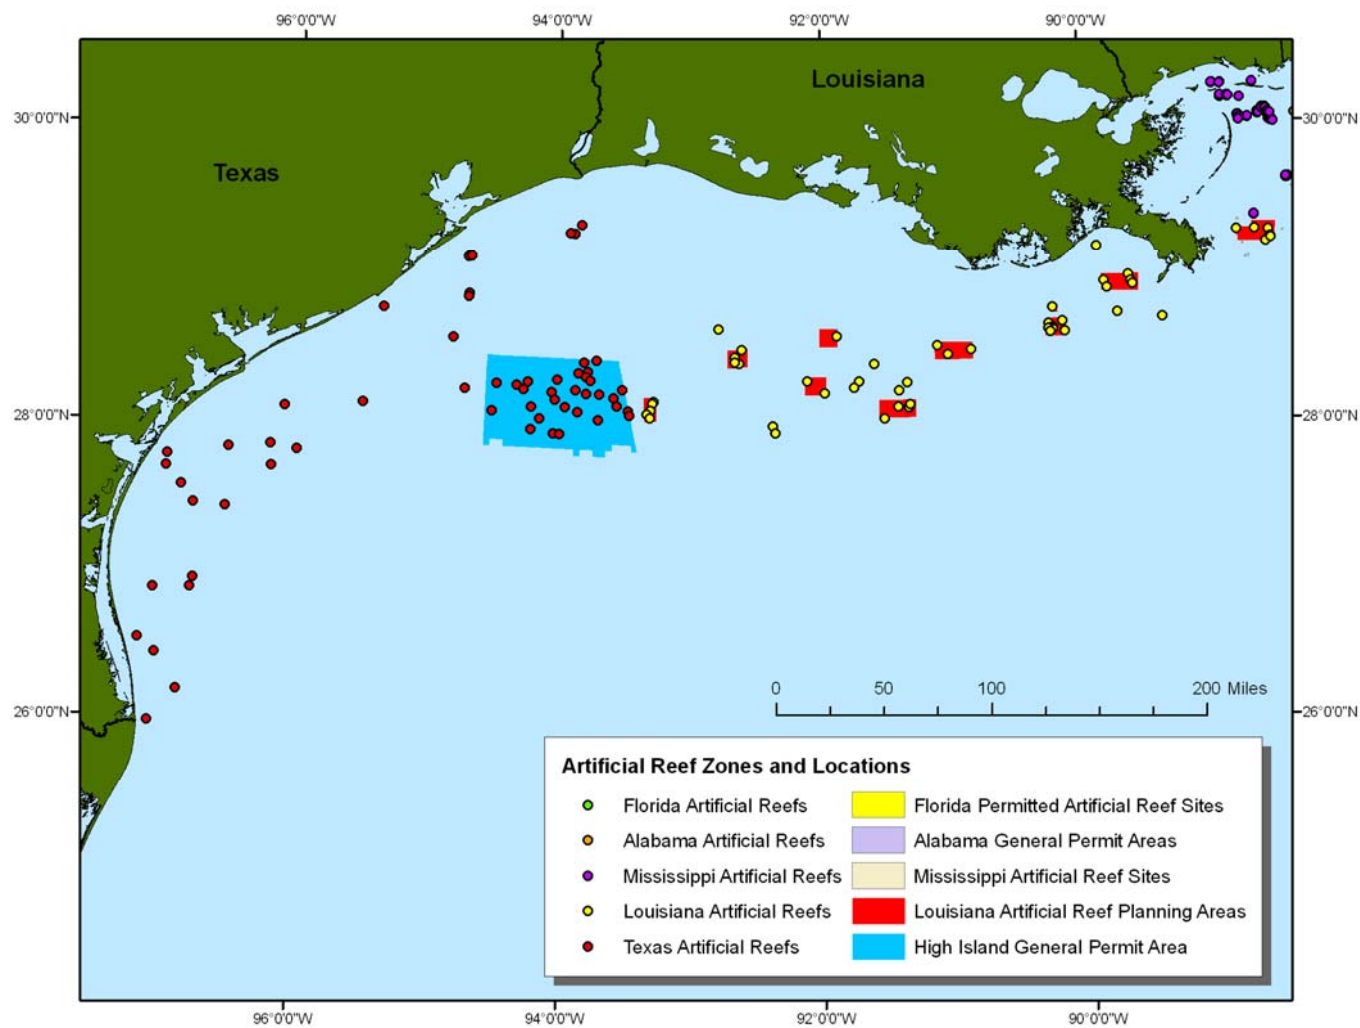 96°0'0"W 94°0'0"W 92°0'0"W 90°0'0"W
Louisiana
30°0'0"N 30°0'0"N
Texas
28°0'0"N 28°0'0"N
0 50 100 200 Miles
26°0'0"N 26°0'0"N
Artificial Reef Zones and Locations
Florida Artificial Reefs Florida Permitted Artificial Reef Sites
Alabama Artificial Reefs Alabama General Permit Areas
Mississippi Artificial Reefs Mississippi Artificial Reef Sites
Louisiana Artificial Reefs Louisiana Artificial Reef Planning Areas
Texas Artificial Reefs High Island General Permit Area
96°0'0"W 94°0'0"W 92°0'0"W 90°0'0"W